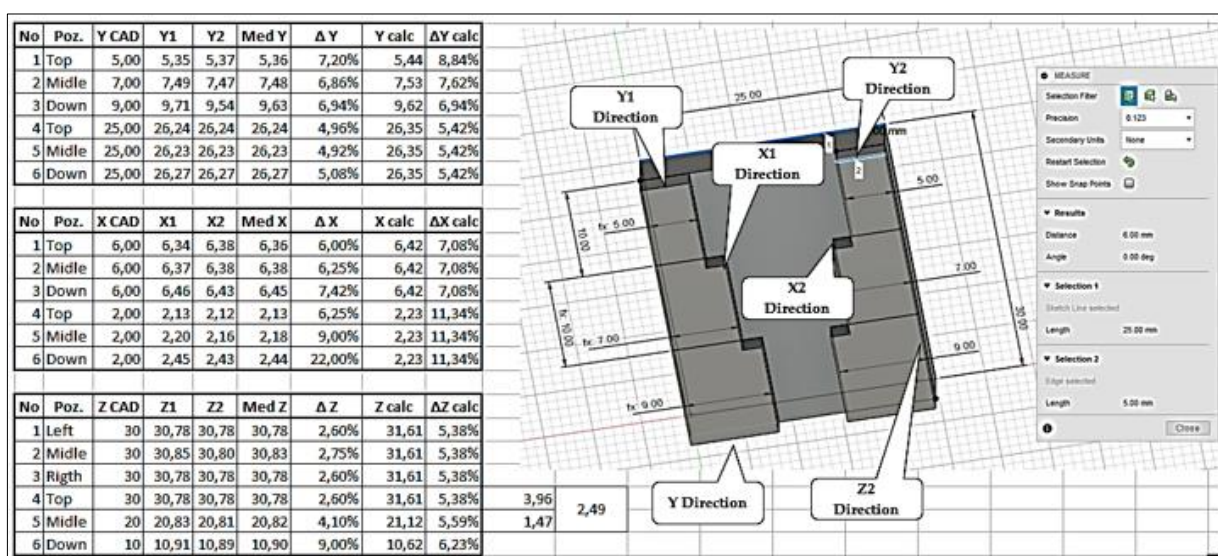 No Poz. Y CAD Y1 Y2 Med Y Δ Y Y calc ΔY calc
1 Top 5,00 5,35 5,37 5,36 7,20% 5,44 8,84%
2 Midle 7,00 7,49 7,47 7,48 6,86% 7,53 7,62%
3 Down 9,00 9,71 9,54 9,63 6,94% 9,62 6,94%
4 Top 25,00 26,24 26,24 26,24 4,96% 26,35 5,42%
5 Midle 25,00 26,23 26,23 26,23 4,92% 26,35 5,42%
6 Down 25,00 26,27 26,27 26,27 5,08% 26,35 5,42%
No Poz. X CAD X1 X2 Med X Δ X X calc ΔX calc
1 Top 6,00 6,34 6,38 6,36 6,00% 6,42 7,08%
2 Midle 6,00 6,37 6,38 6,38 6,25% 6,42 7,08%
3 Down 6,00 6,46 6,43 6,45 7,42% 6,42 7,08%
4 Top 2,00 2,13 2,12 2,13 6,25% 2,23 11,34%
5 Midle 2,00 2,20 2,16 2,18 9,00% 2,23 11,34%
6 Down 2,00 2,45 2,43 2,44 22,00% 2,23 11,34%
No Poz. Z CAD Z1 Z2 Med Z Δ Z Z calc ΔZ calc
1 Left 30 30,78 30,78 30,78 2,60% 31,61 5,38%
2 Midle 30 30,85 30,80 30,83 2,75% 31,61 5,38%
3 Rigth 30 30,78 30,78 30,78 2,60% 31,61 5,38%
4 Top 30 30,78 30,78 30,78 2,60% 31,61 5,38% 3,96
5 Midle 20 20,83 20,81 20,82 4,10% 21,12 5,59% 1,47
6 Down 10 10,91 10,89 10,90 9,00% 10,62 6,23%
2,49
Y1
Direction
25.00
Y2
Direction
mm
1
2
X1
Direction
5.00
fx: 5.00
10.00
X2
Direction
7.00
fx: 10.00
fx: 7.00
30.00
9.00
fx: 9.00
Y Direction
Z2
Direction
MEASURE
Selection Filter
Precision 0.123
Secondary Units None
Restart Selection
Show Snap Points
Results
Distance 6.00 mm
Angle 0.00 deg
Selection 1
Sketch Line selected
Length 25.00 mm
Selection 2
Edge selected
Length 5.00 mm
Close